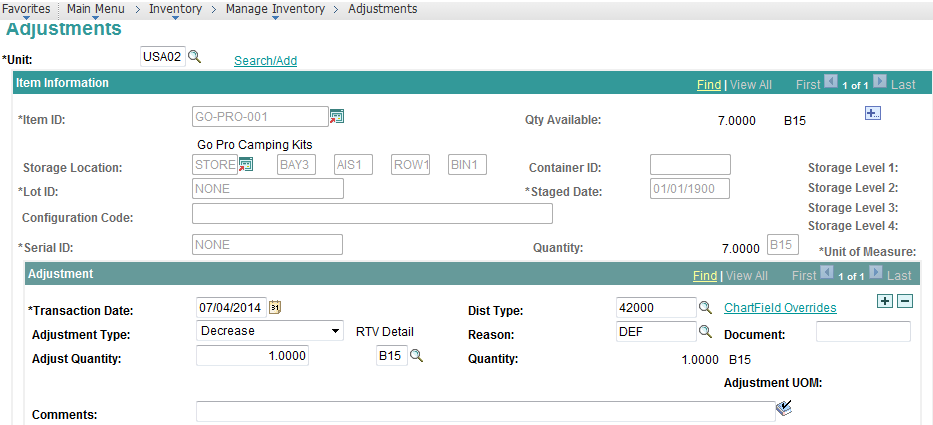 Favorites Main Menu > Inventory > Manage Inventory > Adjustments
Adjustments
*Unit: USA02 Search/Add
Item Information Find | View All First 1 of 1 Last
*Item ID: GO-PRO-001 Qty Available: 7.0000 B15
Go Pro Camping Kits
Storage Location: STORE BAY3 AIS1 ROW1 BIN1 Container ID: Storage Level 1:
*Lot ID: NONE *Staged Date: 01/01/1900 Storage Level 2:
Configuration Code: Storage Level 3:
Storage Level 4:
*Serial ID: NONE Quantity: 7.0000 B15 *Unit of Measure:
Adjustment Find | View All First 1 of 1 Last
*Transaction Date: 07/04/2014 31 Dist Type: 42000 ChartField Overrides
Adjustment Type: Decrease RTV Detail Reason: DEF Document:
Adjust Quantity: 1.0000 B15 Quantity: 1.0000 B15
Adjustment UOM:
Comments: